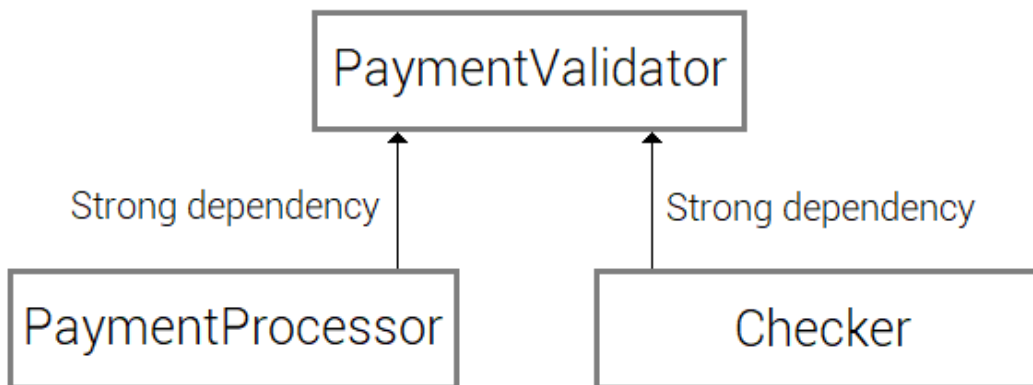 PaymentValidator
Strong dependency
Strong dependency
PaymentProcessor
Checker